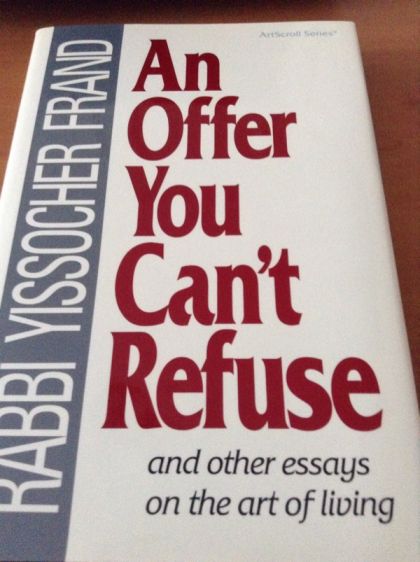 ArtScroll Series®
RABBI YISSOCHER FRAND
An
Offer
You
Can't
Refuse
and other essays
on the art of living